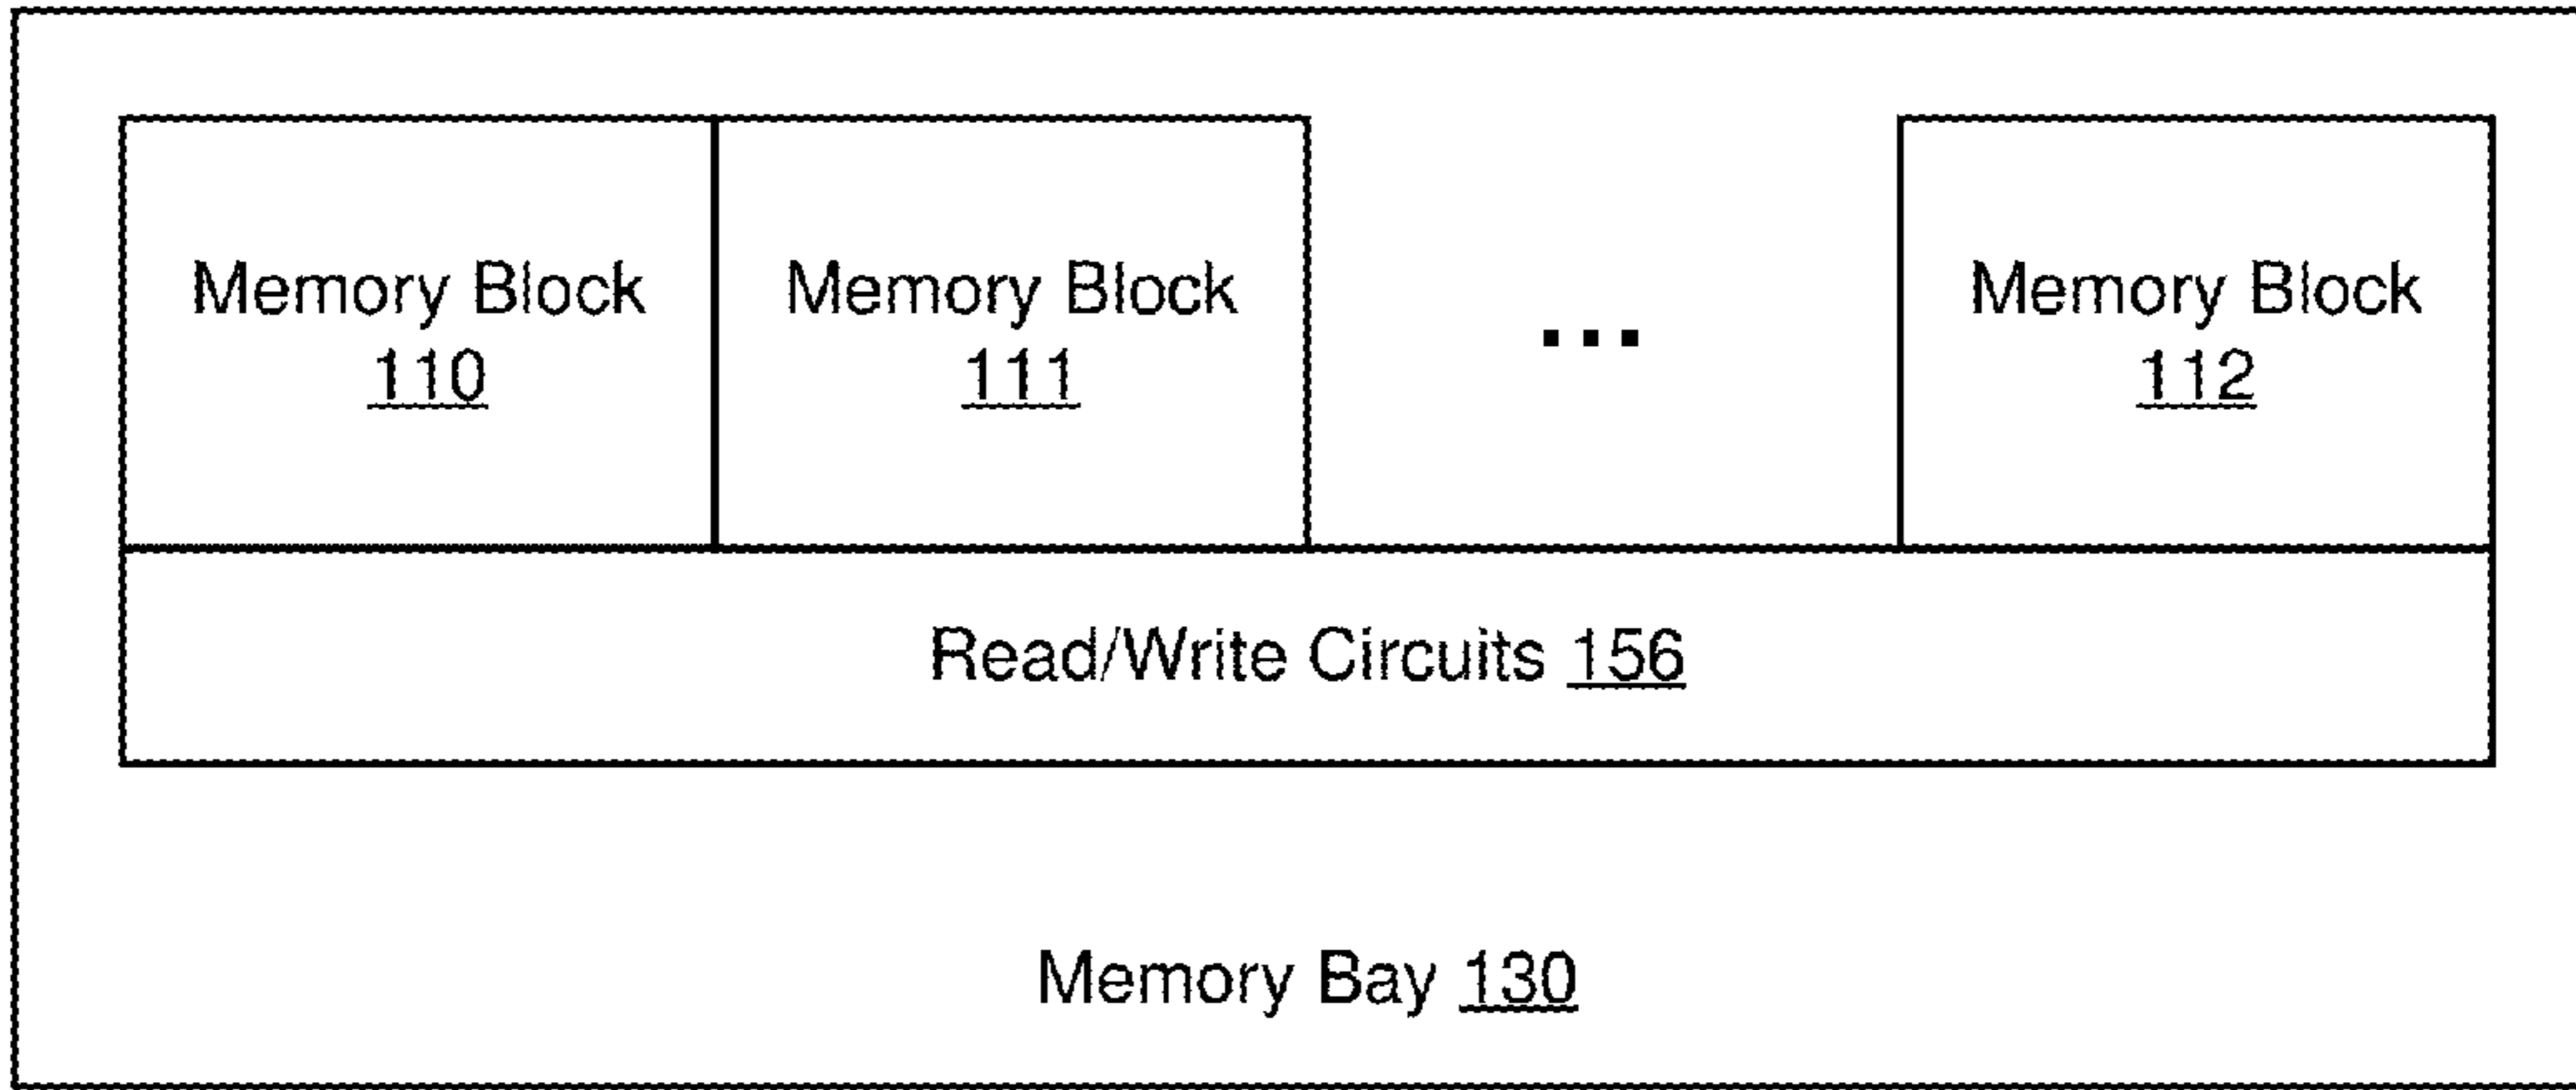 Memory Block
110
Memory Block
111
...
Memory Block
112
Read/Write Circuits 156
Memory Bay 130